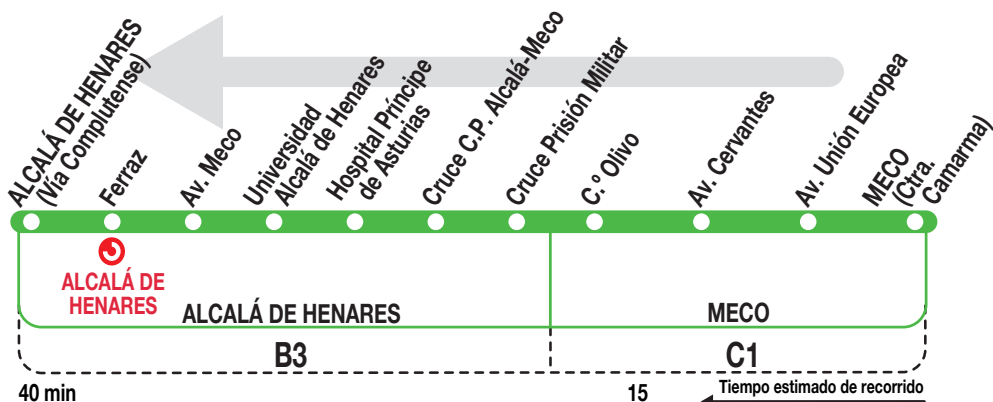 ALCALÁ DE HENARES
(Vía Complutense)
Ferraz
Av. Meco
Universidad
Alcalá de Henares
Hospital Príncipe
de Asturias
Cruce C.P. Alcalá-Meco
Cruce Prisión Militar
C.º Olivo
Av. Cervantes
Av. Unión Europea
MECO
(Ctra.
Camarma)
ALCALÁ DE
HENARES
ALCALÁ DE HENARES
MECO
B3
C1
40 min
15
Tiempo estimado de recorrido